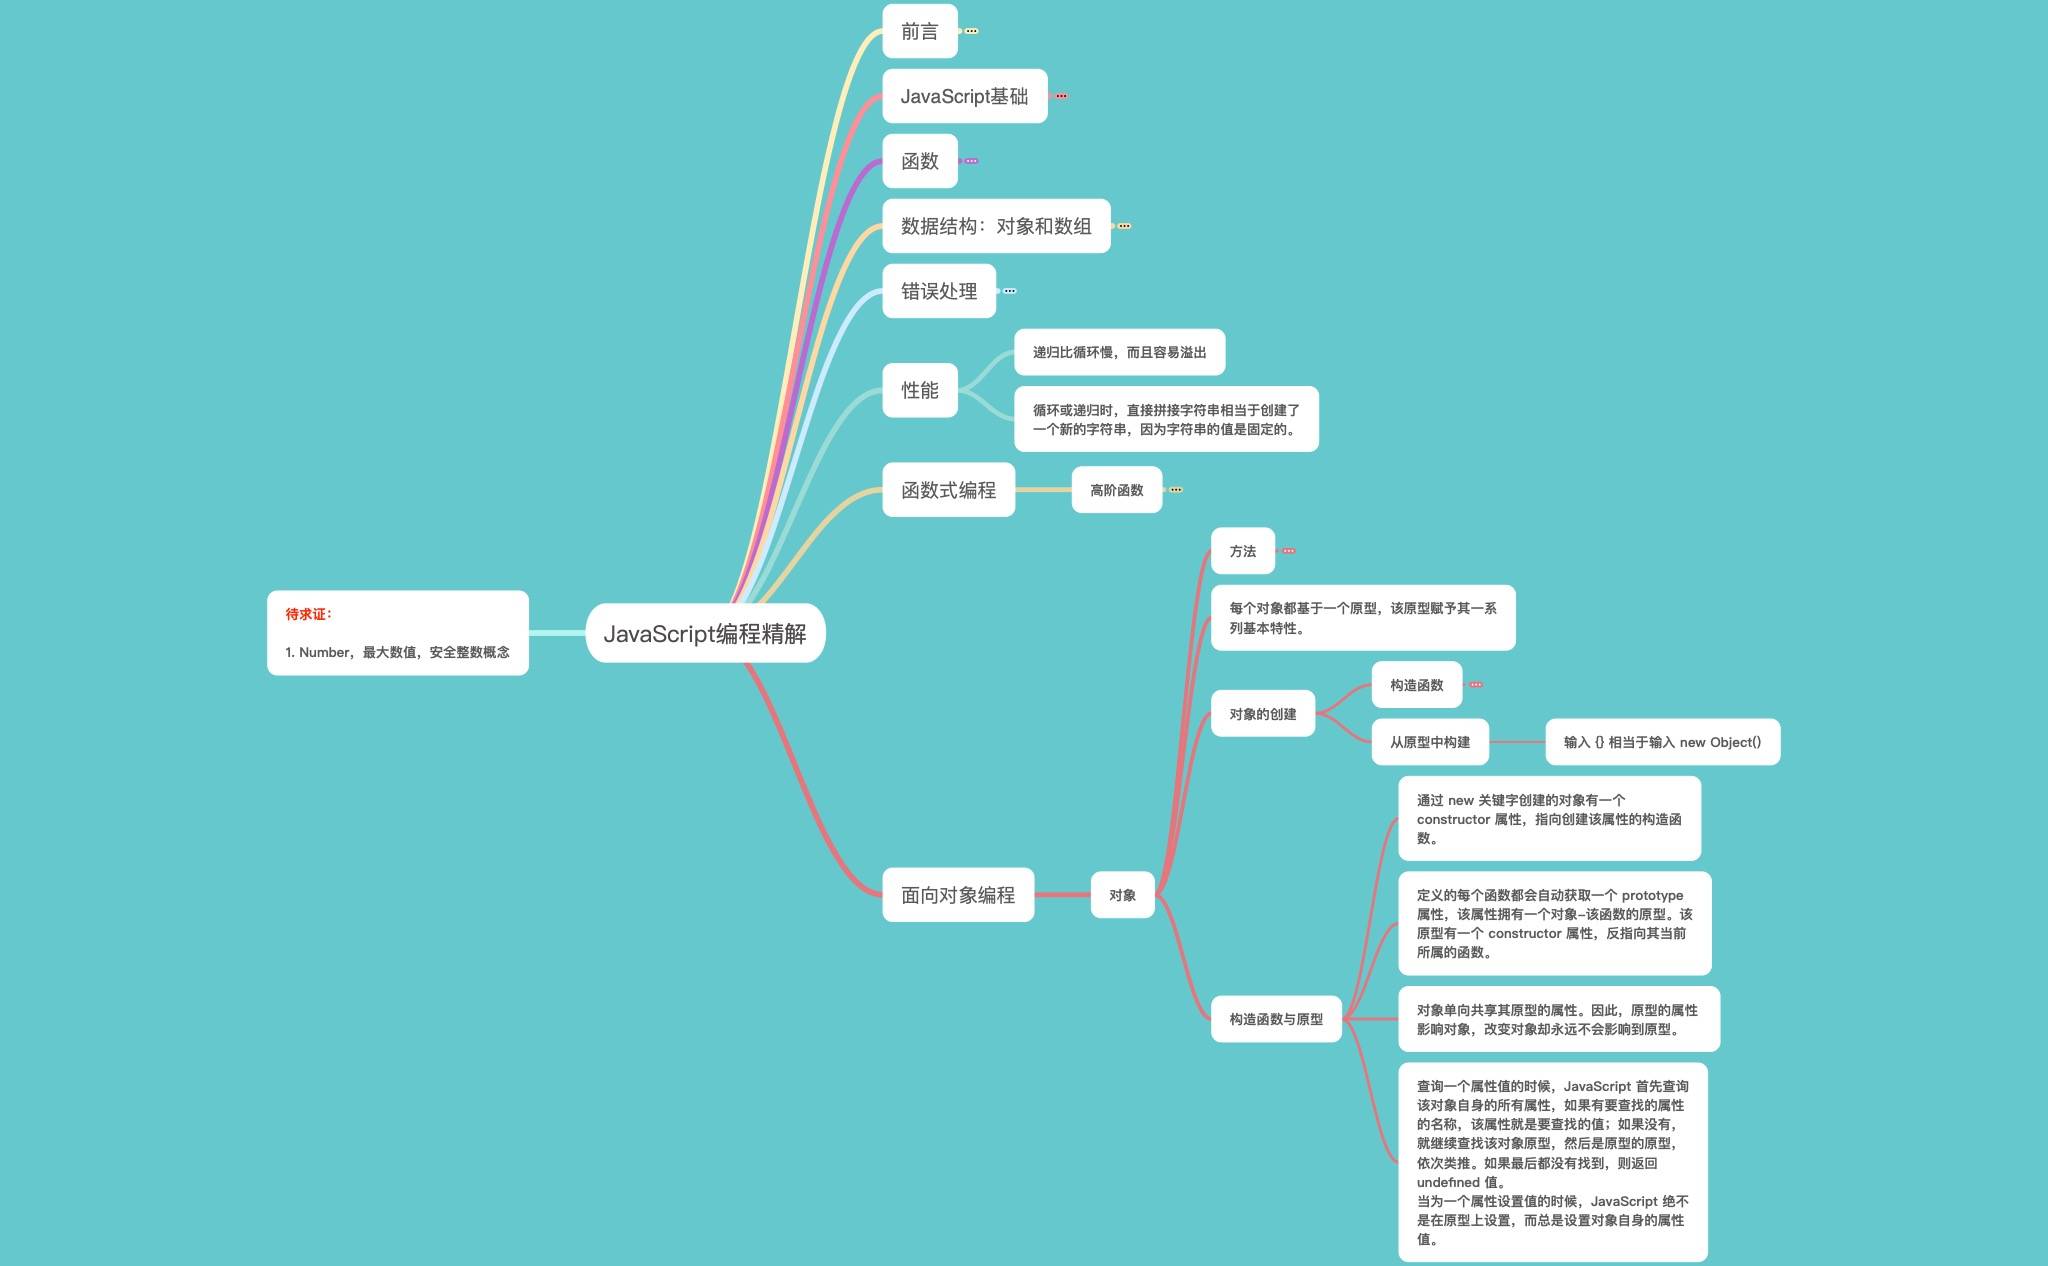 前言
JavaScript基础
函数
数据结构：对象和数组
错误处理
性能
递归比循环慢，而且容易溢出
循环或递归时，直接拼接字符串相当于创建了
一个新的字符串，因为字符串的值是固定的。
函数式编程
高阶函数
待求证：
1. Number，最大数值，安全整数概念
JavaScript编程精解
面向对象编程
对象
方法
每个对象都基于一个原型，该原型赋予其一系
列基本特性。
对象的创建
构造函数
从原型中构建
输入 {} 相当于输入 new Object()
构造函数与原型
通过 new 关键字创建的对象有一个
constructor 属性，指向创建该属性的构造函
数。
定义的每个函数都会自动获取一个 prototype
属性，该属性拥有一个对象–该函数的原型。该
原型有一个 constructor 属性，反指向其当前
所属的函数。
对象单向共享其原型的属性。因此，原型的属性
影响对象，改变对象却永远不会影响到原型。
查询一个属性值的时候，JavaScript 首先查询
该对象自身的所有属性，如果有要查找的属性
的名称，该属性就是要查找的值；如果没有，
就继续查找该对象原型，然后是原型的原型，
依次类推。如果最后都没有找到，则返回
undefined 值。
当为一个属性设置值的时候，JavaScript 绝不
是在原型上设置，而总是设置对象自身的属性
值。